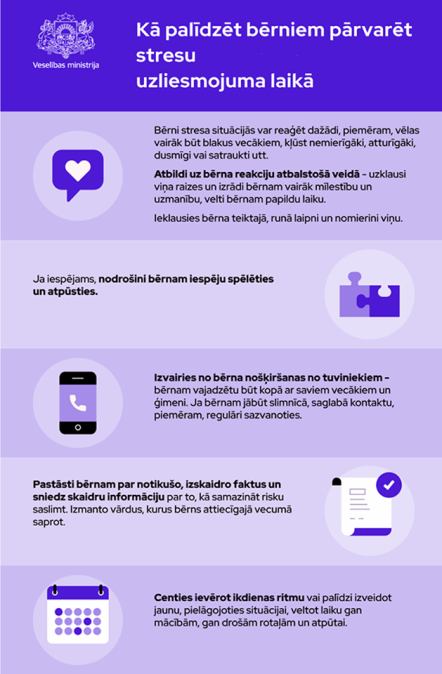 Veselības ministrija
Kā palīdzēt bērniem pārvarēt
stresu
uzliesmojuma laikā
Bērni stresa situācijās var reaģēt dažādi, piemēram, vēlas
vairāk būt blakus vecākiem, kļūst nemierīgāki, atturīgāki,
dusmīgi vai satraukti utt.
Atbildi uz bērna reakciju atbalstošā veidā - uzklausi
viņa raizes un izrādi bērnam vairāk mīlestību un
uzmanību, velti bērnam papildu laiku.
Ieklausies bērna teiktajā, runā laipni un nomierini viņu.
Ja iespējams, nodrošini bērnam iespēju spēlēties
un atpūsties.
Izvairies no bērna nošķiršanas no tuviniekiem -
bērnam vajadzētu būt kopā ar saviem vecākiem un
ģimeni. Ja bērnam jābūt slimnīcā, saglabā kontaktu,
piemēram, regulāri sazvanoties.
Pastāsti bērnam par notikušo, izskaidro faktus un
sniedz skaidru informāciju par to, kā samazināt risku
saslimt. Izmanto vārdus, kurus bērns attiecīgajā vecumā
saprot.
Centies ievērot ikdienas ritmu vai palīdzi izveidot
jaunu, pielāgojoties situācijai, veltot laiku gan
mācībām, gan drošām rotaļām un atpūtai.